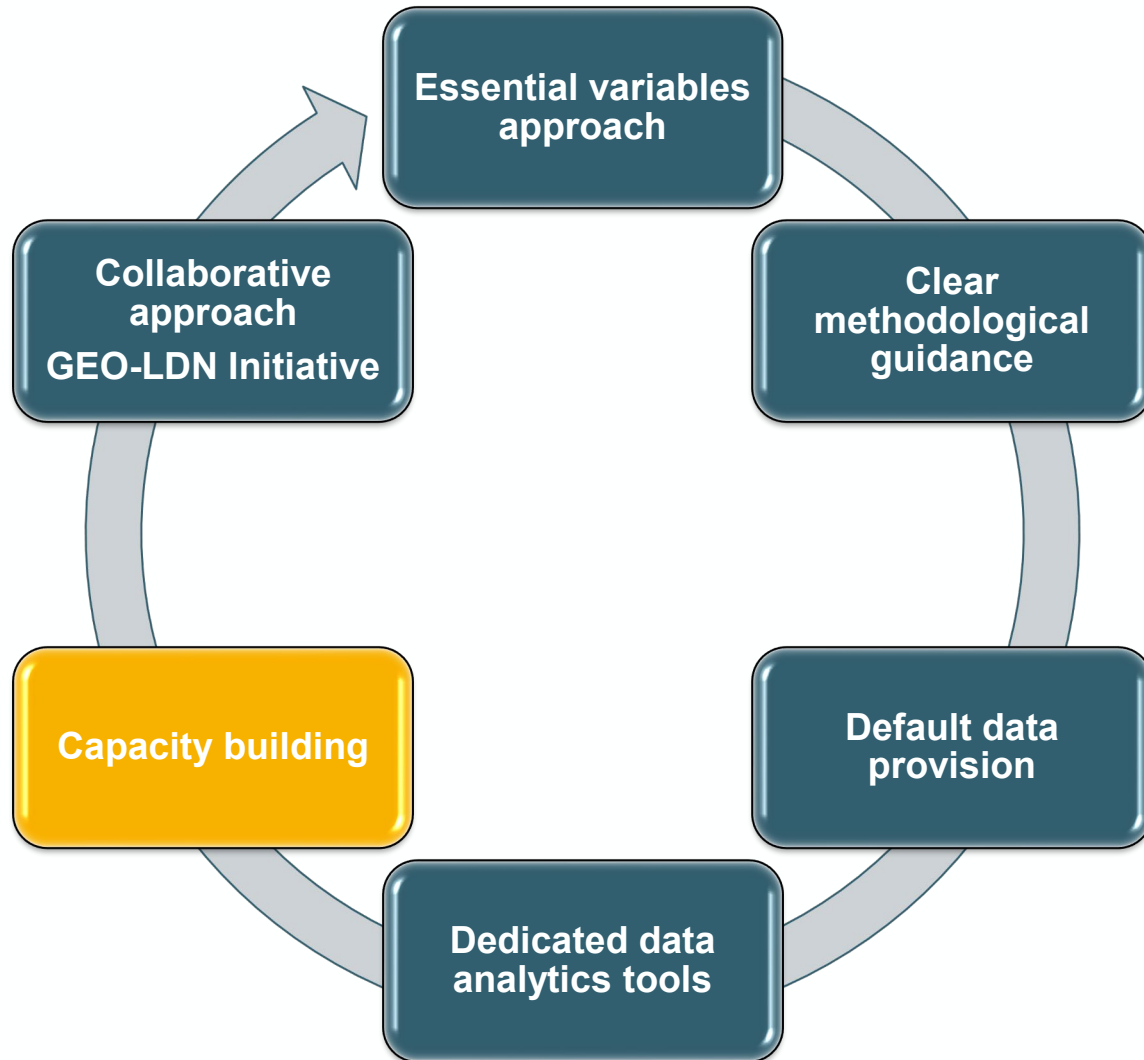 Essential variables
approach
Clear
methodological
guidance
Default data
provision
Dedicated data
analytics tools
Capacity building
Collaborative
approach
GEO-LDN Initiative